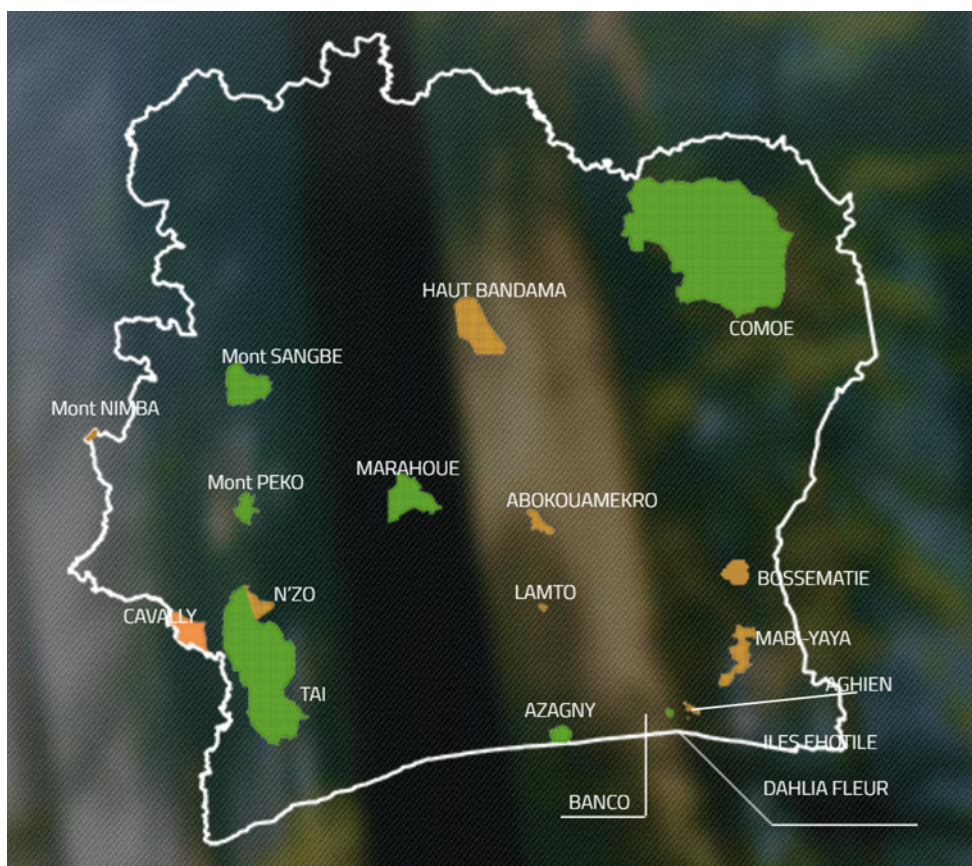 HAUT BANDAMA
COMOE
Mont SANGBE
Mont NIMBA
MARAHOUE
Mont PEKO
ABOKOUAMEKRO
BOSSEMATIE
N'ZO
LAMTO
CAVALLY
MABI-YAYA
AGHIEN
TAI
AZAGNY
ILES EHOTILE
DAHLIA FLEUR
BANCO